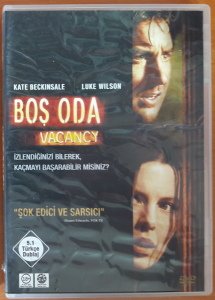 KATE BECKINSALE LUKE WILSON
BOŞ ODA
VACANCY
İZLENDİĞİNİZİ BİLEREK,
KAÇMAYI BAŞARABİLİR MİSİNİZ?
"ŞOK EDİCİ VE SARSICI"
5.1
Türkçe
Dublaj